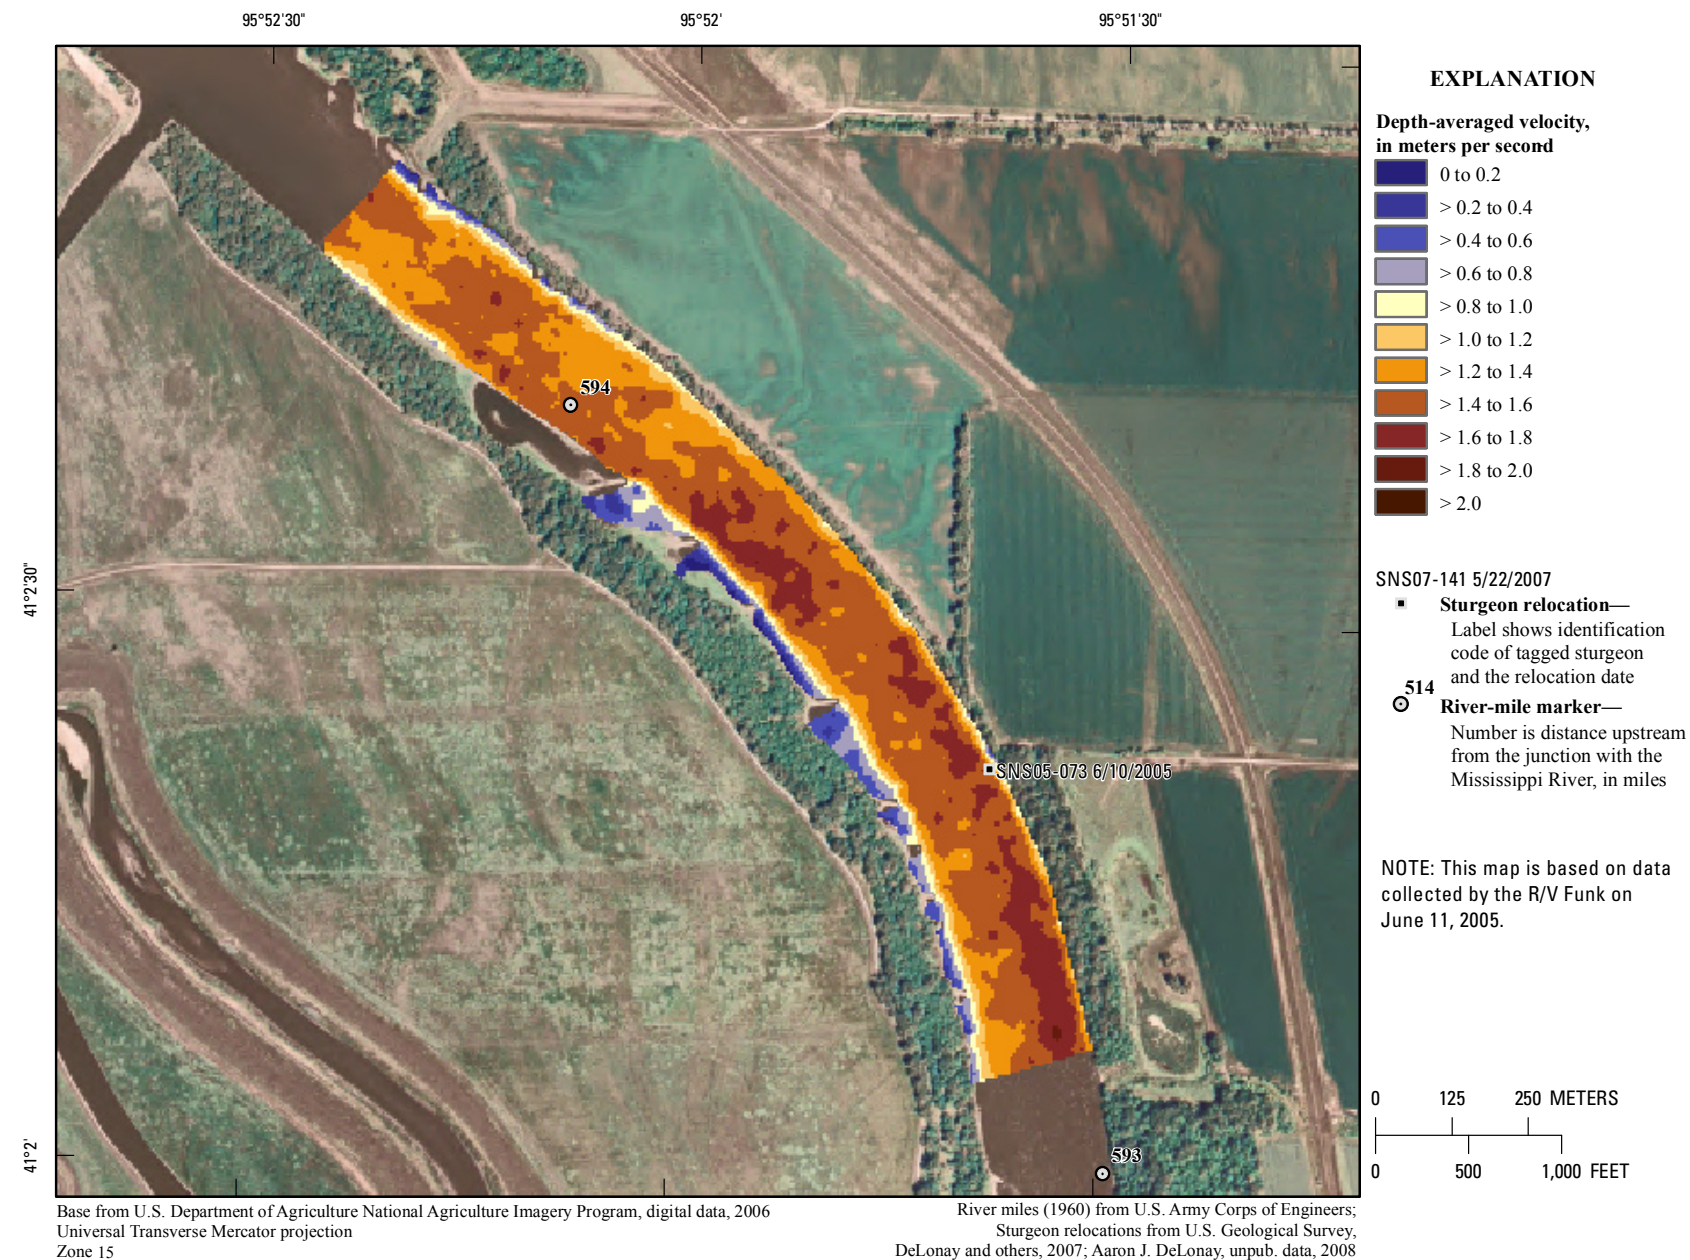 95°52'30"
95°52'
95°51'30"
41°2'30"
41°2'
594
SNS05-073 6/10/2005
593
EXPLANATION
Depth-averaged velocity,
in meters per second
0 to 0.2
> 0.2 to 0.4
> 0.4 to 0.6
> 0.6 to 0.8
> 0.8 to 1.0
> 1.0 to 1.2
> 1.2 to 1.4
> 1.4 to 1.6
> 1.6 to 1.8
> 1.8 to 2.0
> 2.0
SNS07-141 5/22/2007
Sturgeon relocation—
Label shows identification
code of tagged sturgeon
and the relocation date
514
River-mile marker—
Number is distance upstream
from the junction with the
Mississippi River, in miles
NOTE: This map is based on data
collected by the R/V Funk on
June 11, 2005.
0 125 250 METERS
0 500 1,000 FEET
Base from U.S. Department of Agriculture National Agriculture Imagery Program, digital data, 2006
Universal Transverse Mercator projection
Zone 15
River miles (1960) from U.S. Army Corps of Engineers;
Sturgeon relocations from U.S. Geological Survey,
DeLonay and others, 2007; Aaron J. DeLonay, unpub. data, 2008